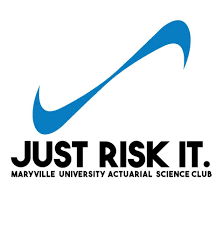 JUST RISK IT.
MARYVILLE UNIVERSITY ACTUARIAL SCIENCE CLUB